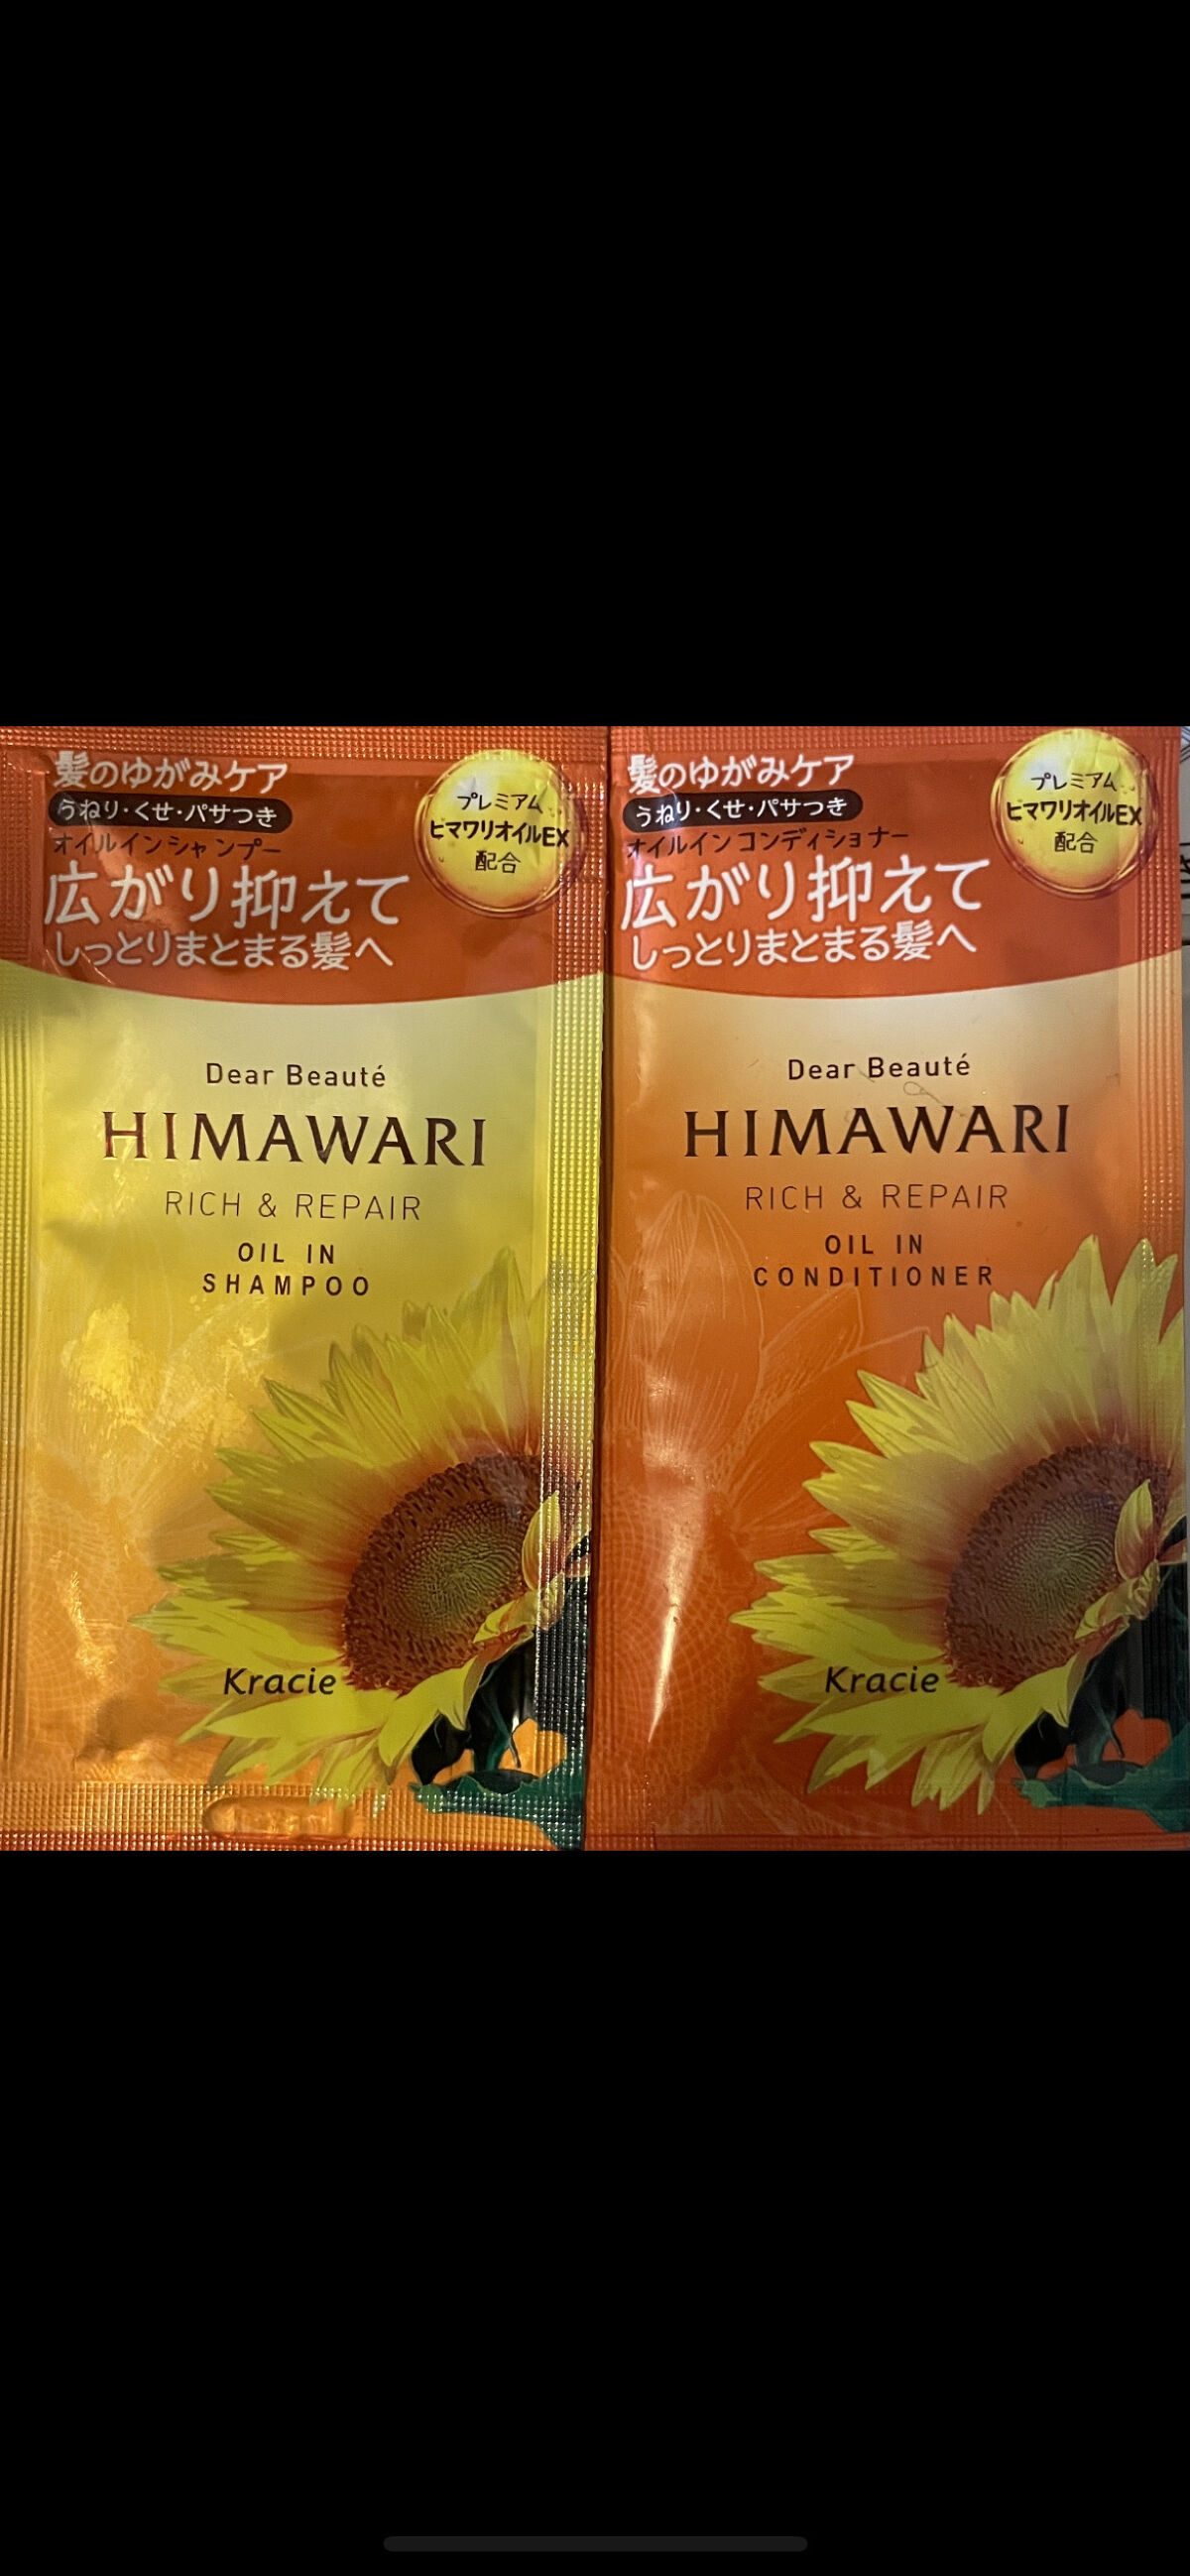 髪のゆがみケア
うねり・くせ・パサつき
オイルインシャンプー
広がり抑えて
しっとりまとまる髪へ
プレミアム
ヒマワリオイルEX
配合
Dear Beauté
HIMAWARI
RICH & REPAIR
OIL IN
SHAMPOO
Kracie
髪のゆがみケア
うねり・くせ・パサつき
オイルイン コンディショナー
広がり抑えて
しっとりまとまる髪へ
プレミアム
ヒマワリオイルEX
配合
Dear Beauté
HIMAWARI
RICH & REPAIR
OIL IN
CONDITIONER
Kracie